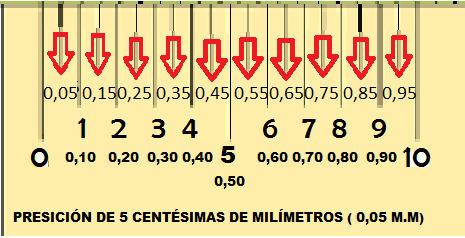 0,05 0,15 0,25 0,35 0,45 0,55 0,65 0,75 0,85 0,95
1 2 3 4 6 7 8 9
0 0,10 0,20 0,30 0,40 5 0,60 0,70 0,80 0,90 10
0,50
PRESICIÓN DE 5 CENTÉSIMAS DE MILÍMETROS ( 0,05 M.M)